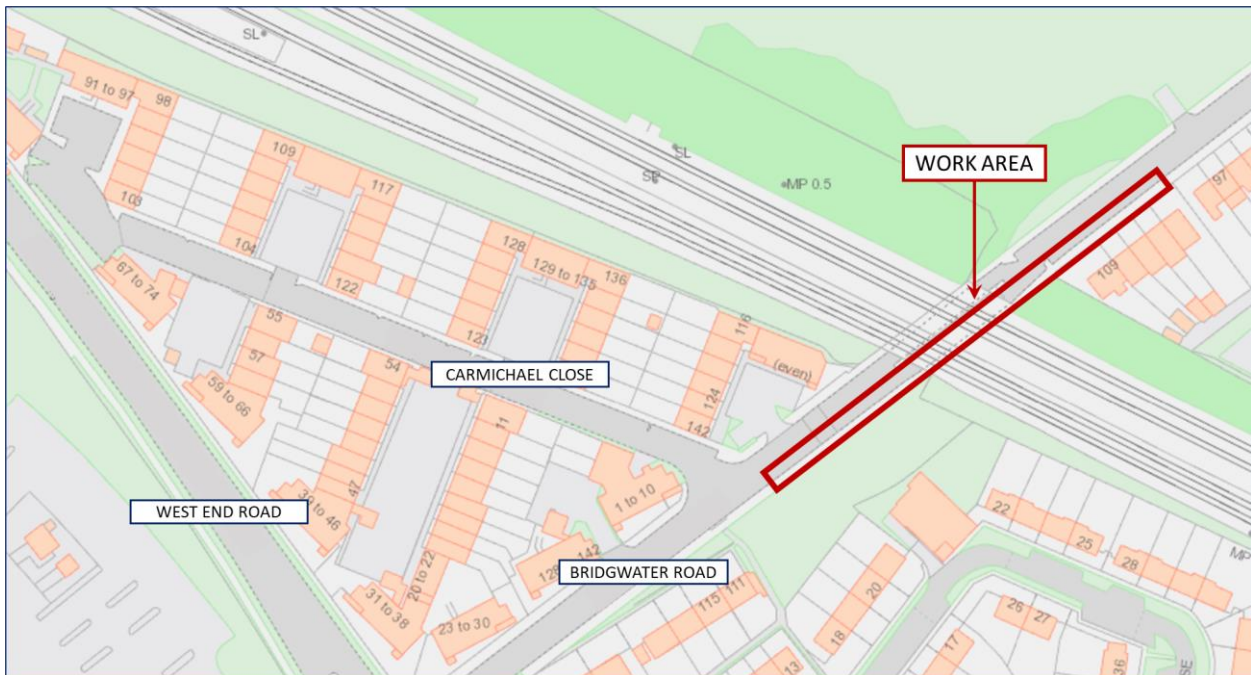 SL
91 to 97
98
109
117
103
104
122
128
129 to 135
136
123
SL
SP
MP 0.5
WORK AREA
97
109
67 to 74
55
57
59 to 66
54
CARMICHAEL CLOSE
116
(even)
124
142
11
47
39 to 46
1 to 10
WEST END ROAD
20 to 22
31 to 38
23 to 30
128
142
BRIDGWATER ROAD
115
111
13
18
20
22
25
28
26
27
17
36
MP
SE